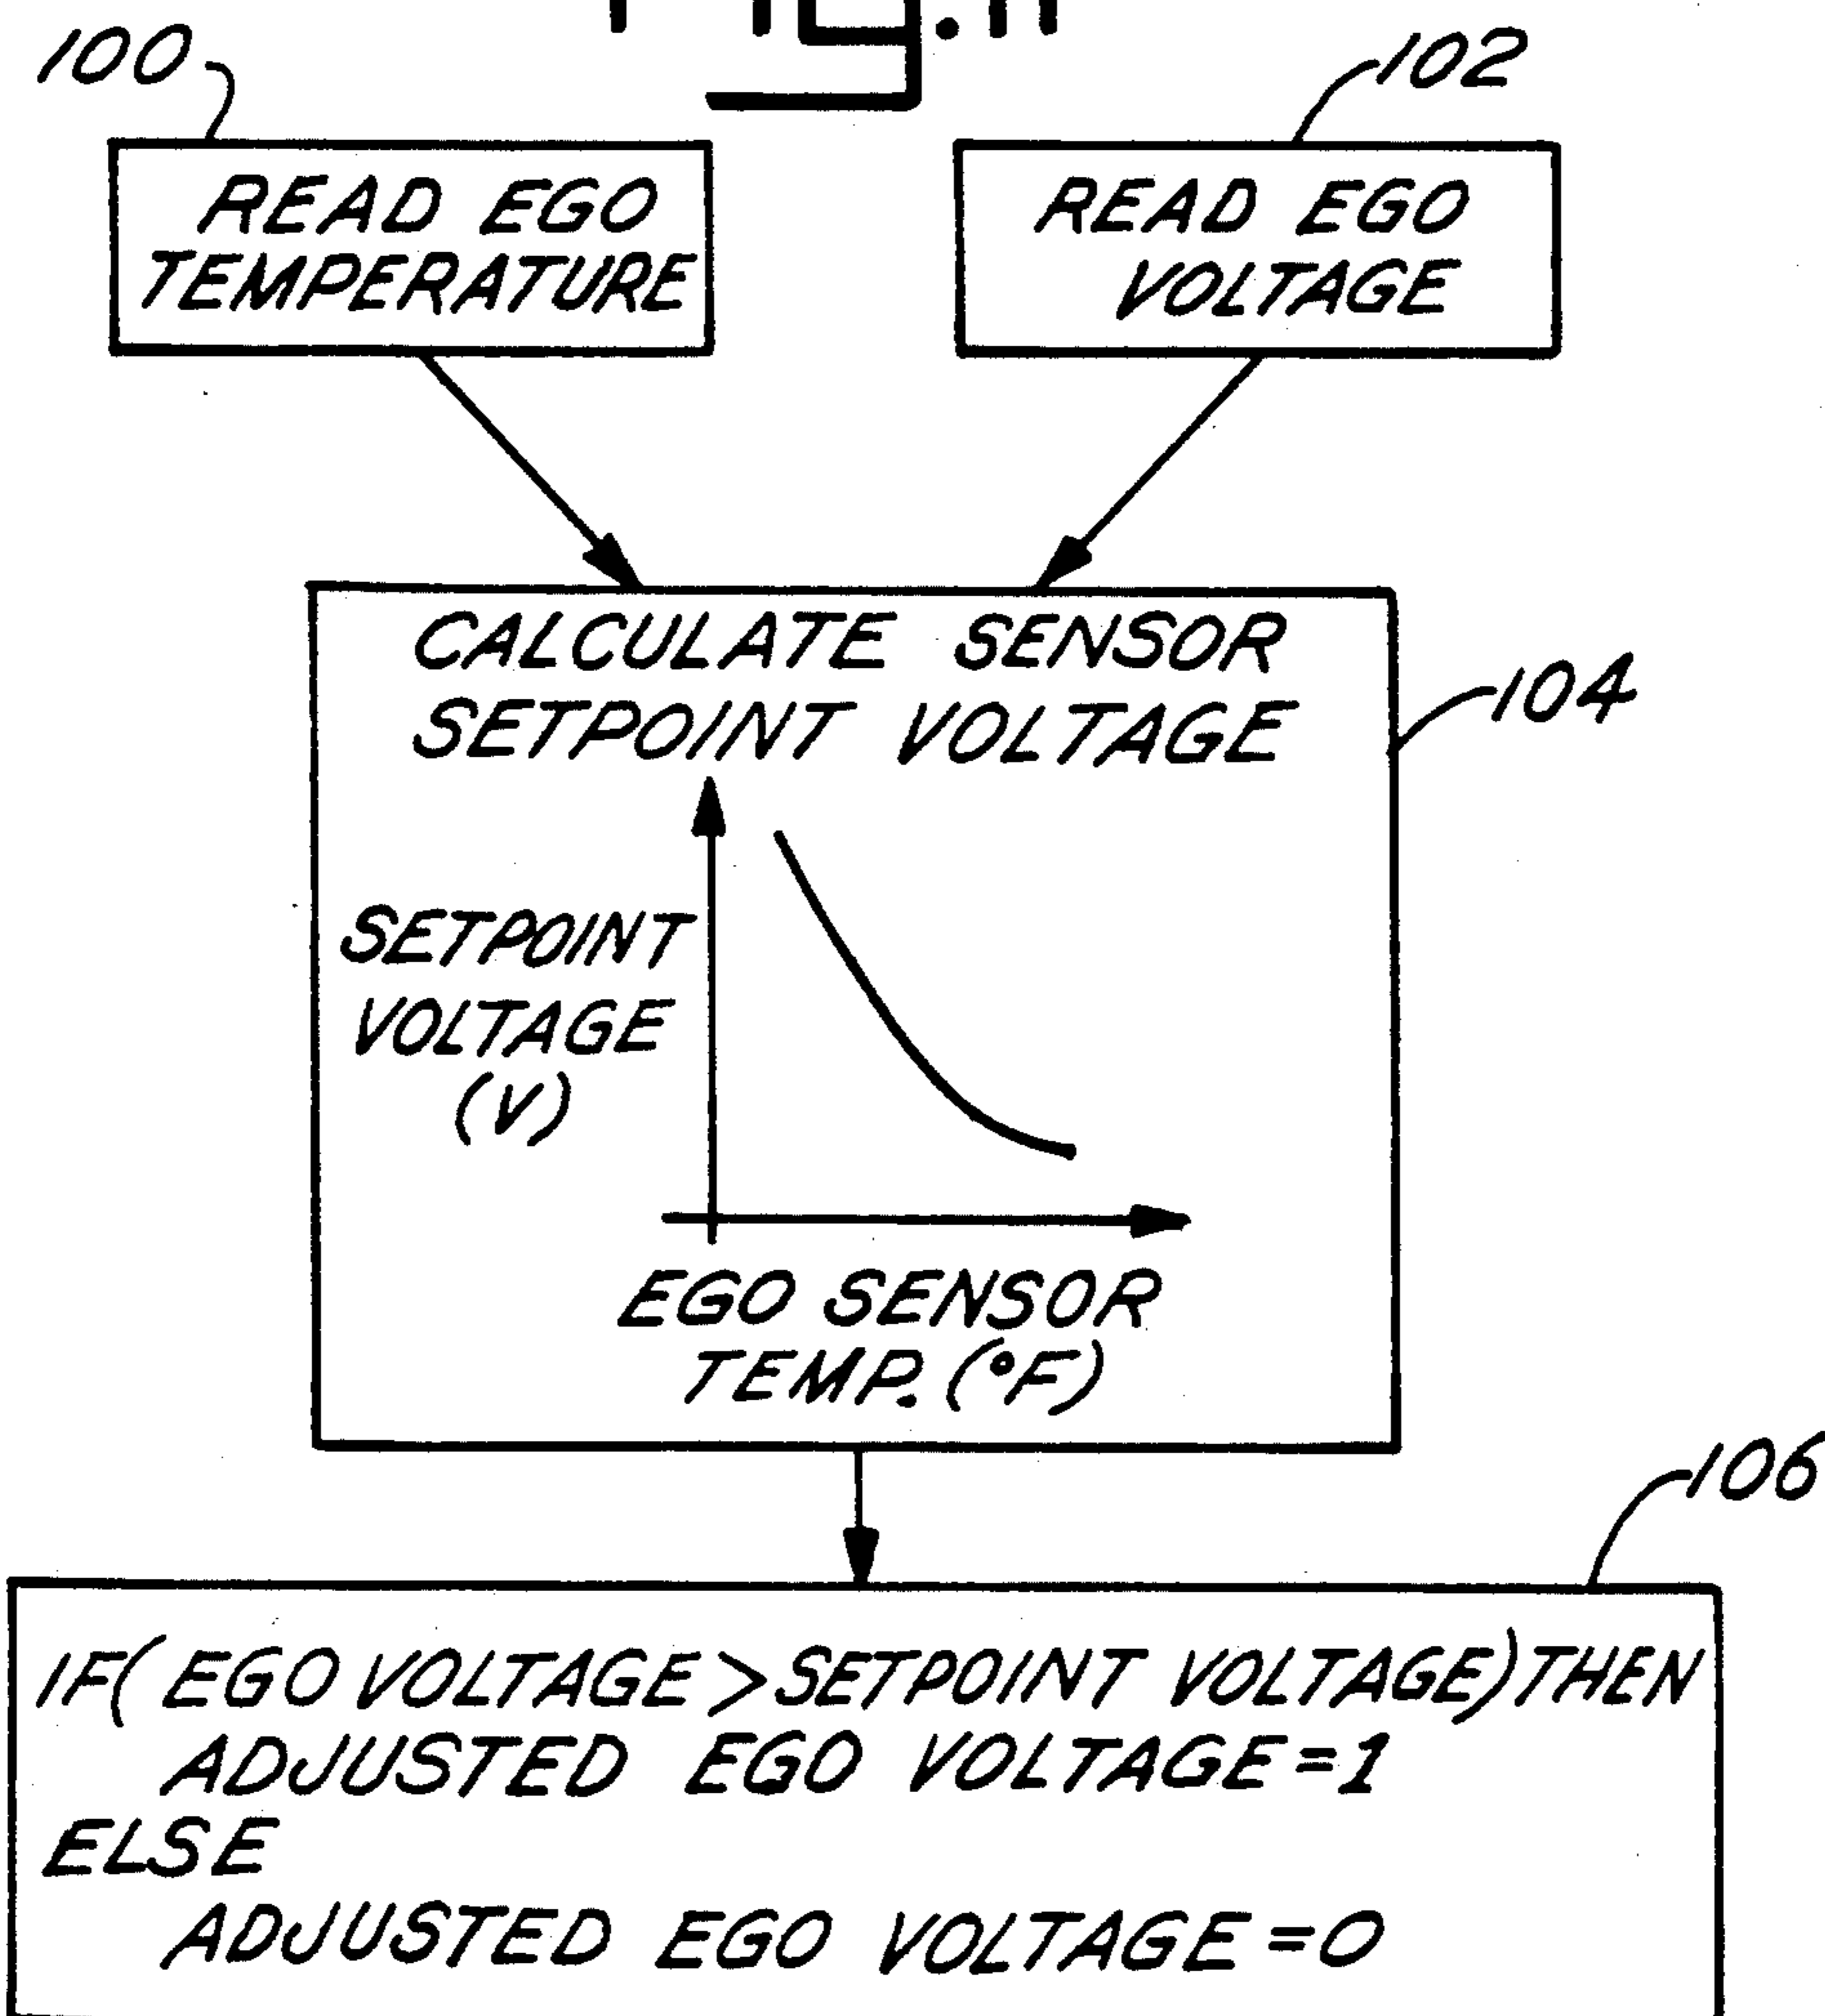 100
102
READ EGO
TEMPERATURE
READ EGO
VOLTAGE
CALCULATE SENSOR
SETPOINT VOLTAGE
104
SETPOINT
VOLTAGE
(V)
EGO SENSOR
TEMP. (°F)
106
IF( EGO VOLTAGE > SETPOINT VOLTAGE) THEN
ADJUSTED EGO VOLTAGE = 1
ELSE
ADJUSTED EGO VOLTAGE = 0